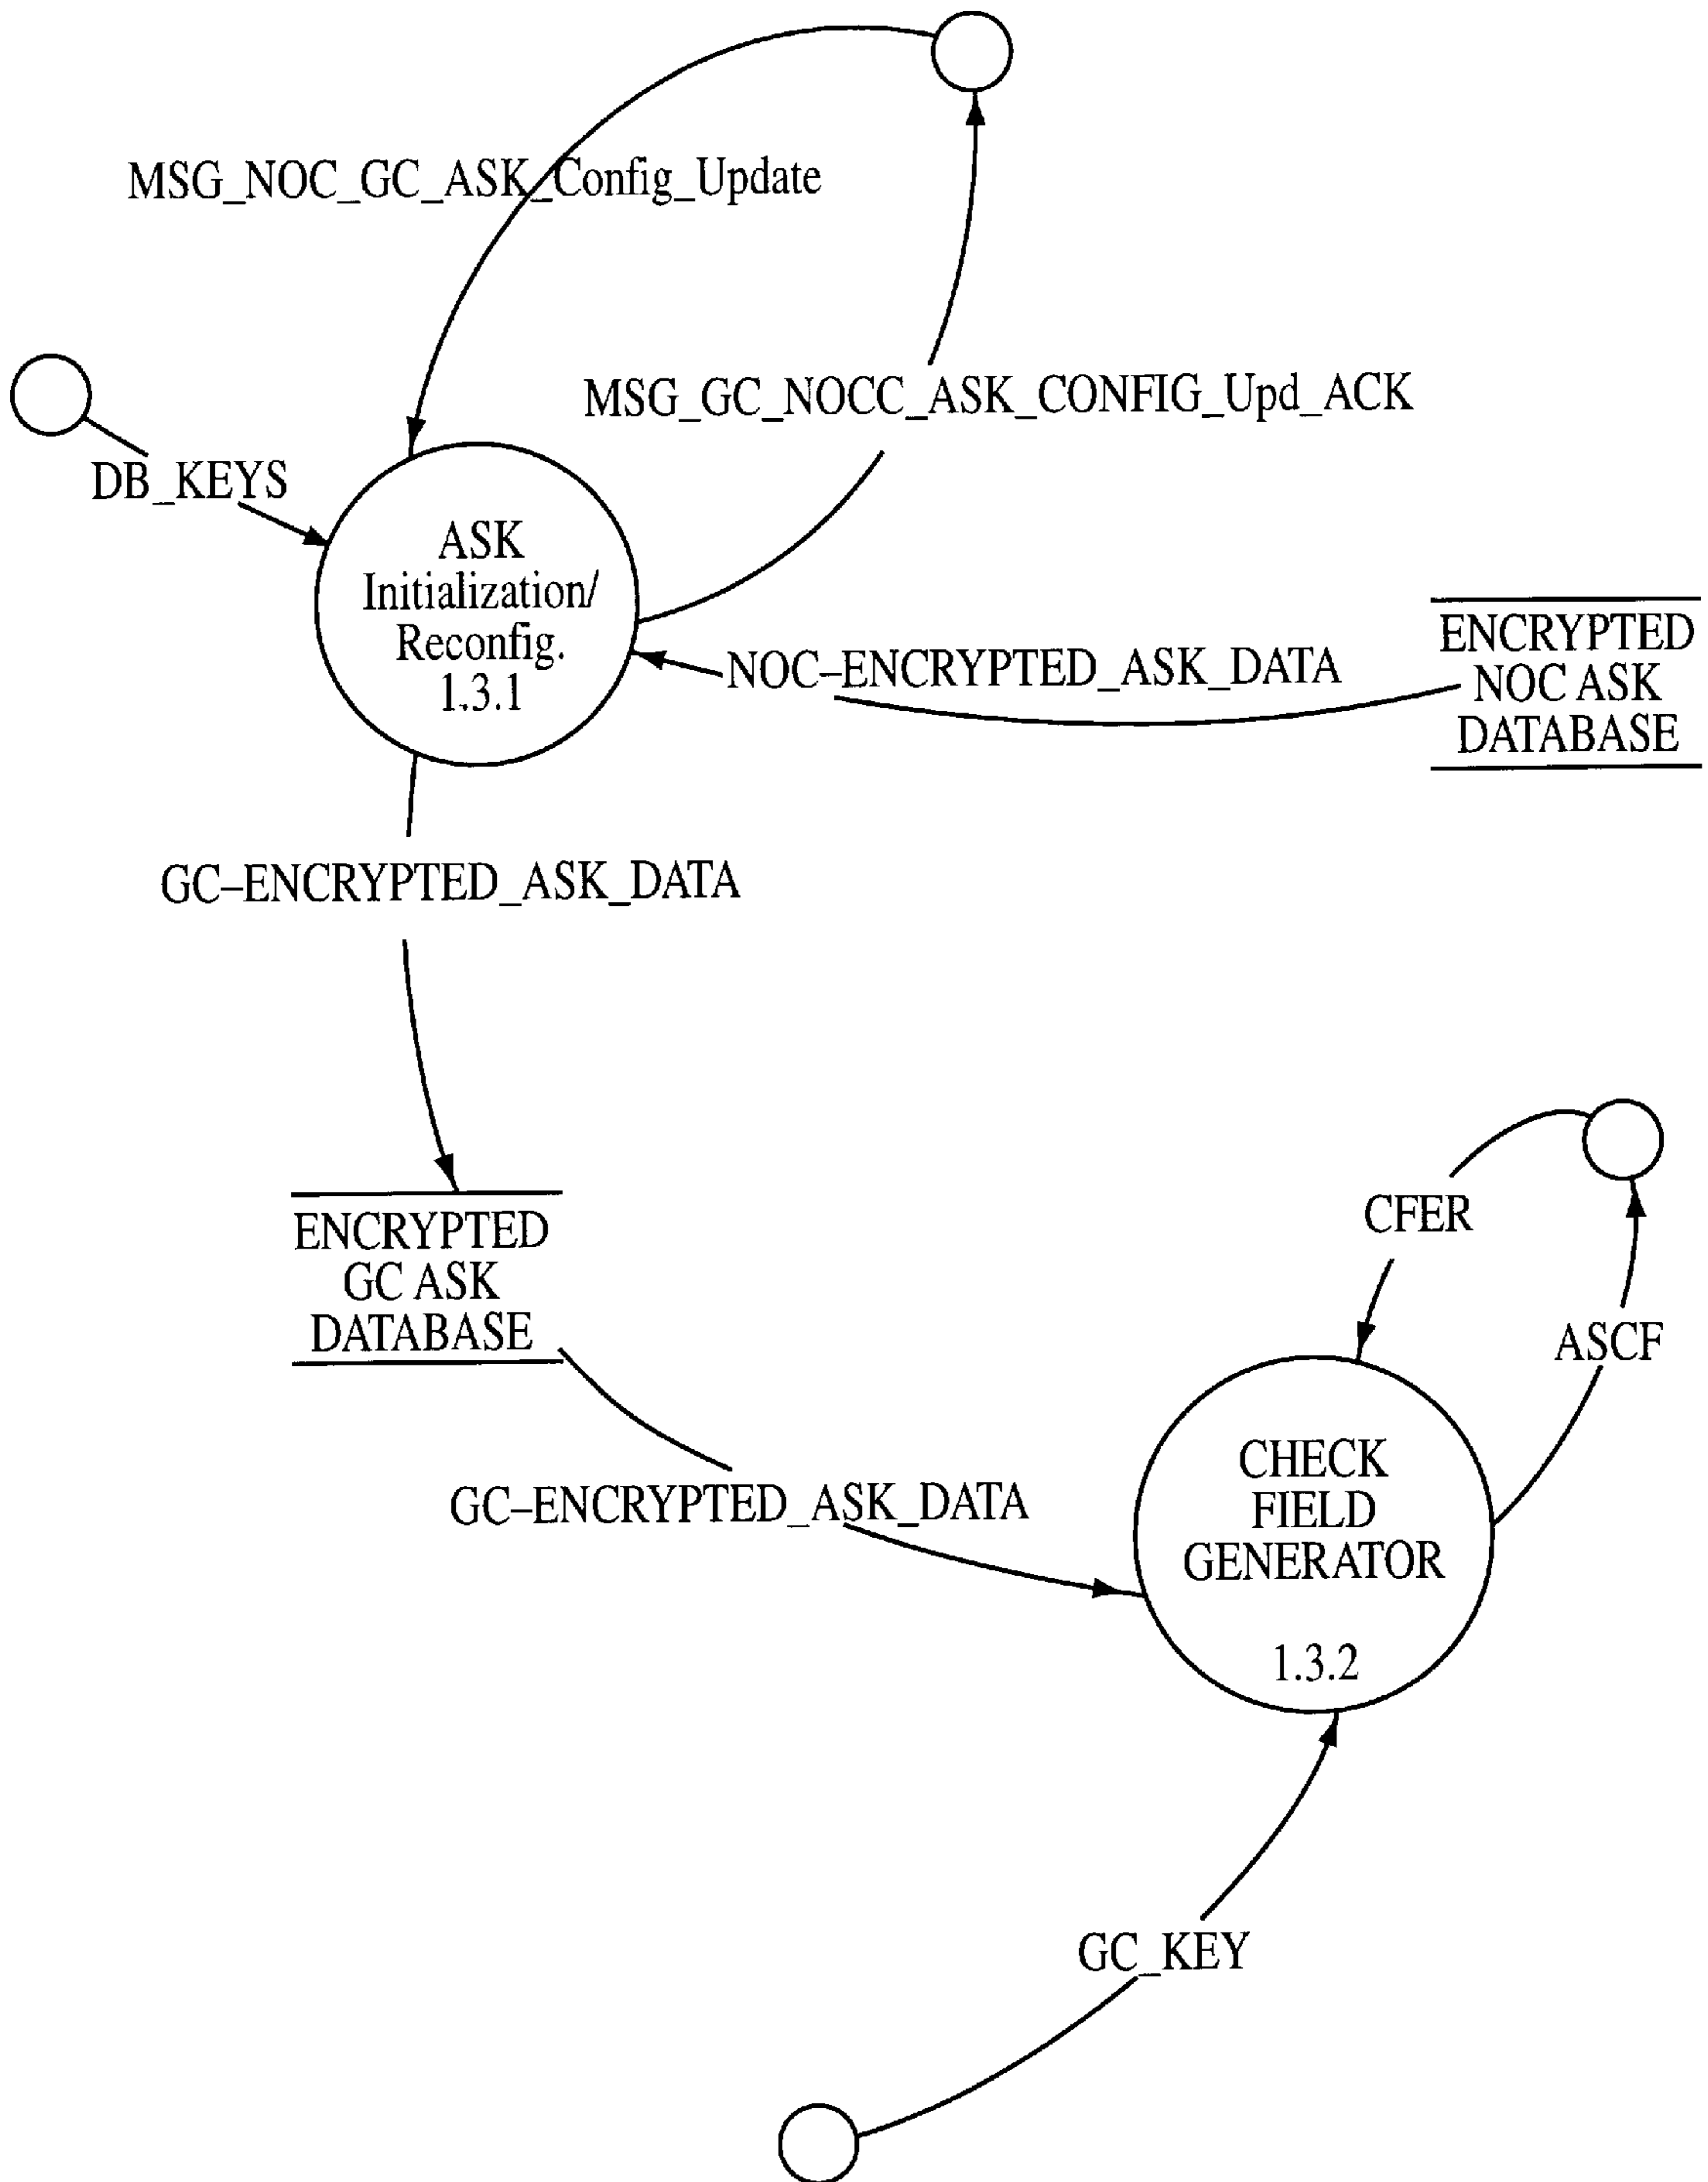 MSG_NOC_GC_ASK_Config_Update
MSG_GC_NOCC_ASK_CONFIG_Upd_ACK
DB_KEYS
ASK
Initialization/
Reconfig.
1.3.1
NOC–ENCRYPTED_ASK_DATA
ENCRYPTED
NOC ASK
DATABASE
GC–ENCRYPTED_ASK_DATA
ENCRYPTED
GC ASK
DATABASE
CFER
ASCF
GC–ENCRYPTED_ASK_DATA
CHECK
FIELD
GENERATOR
1.3.2
GC_KEY